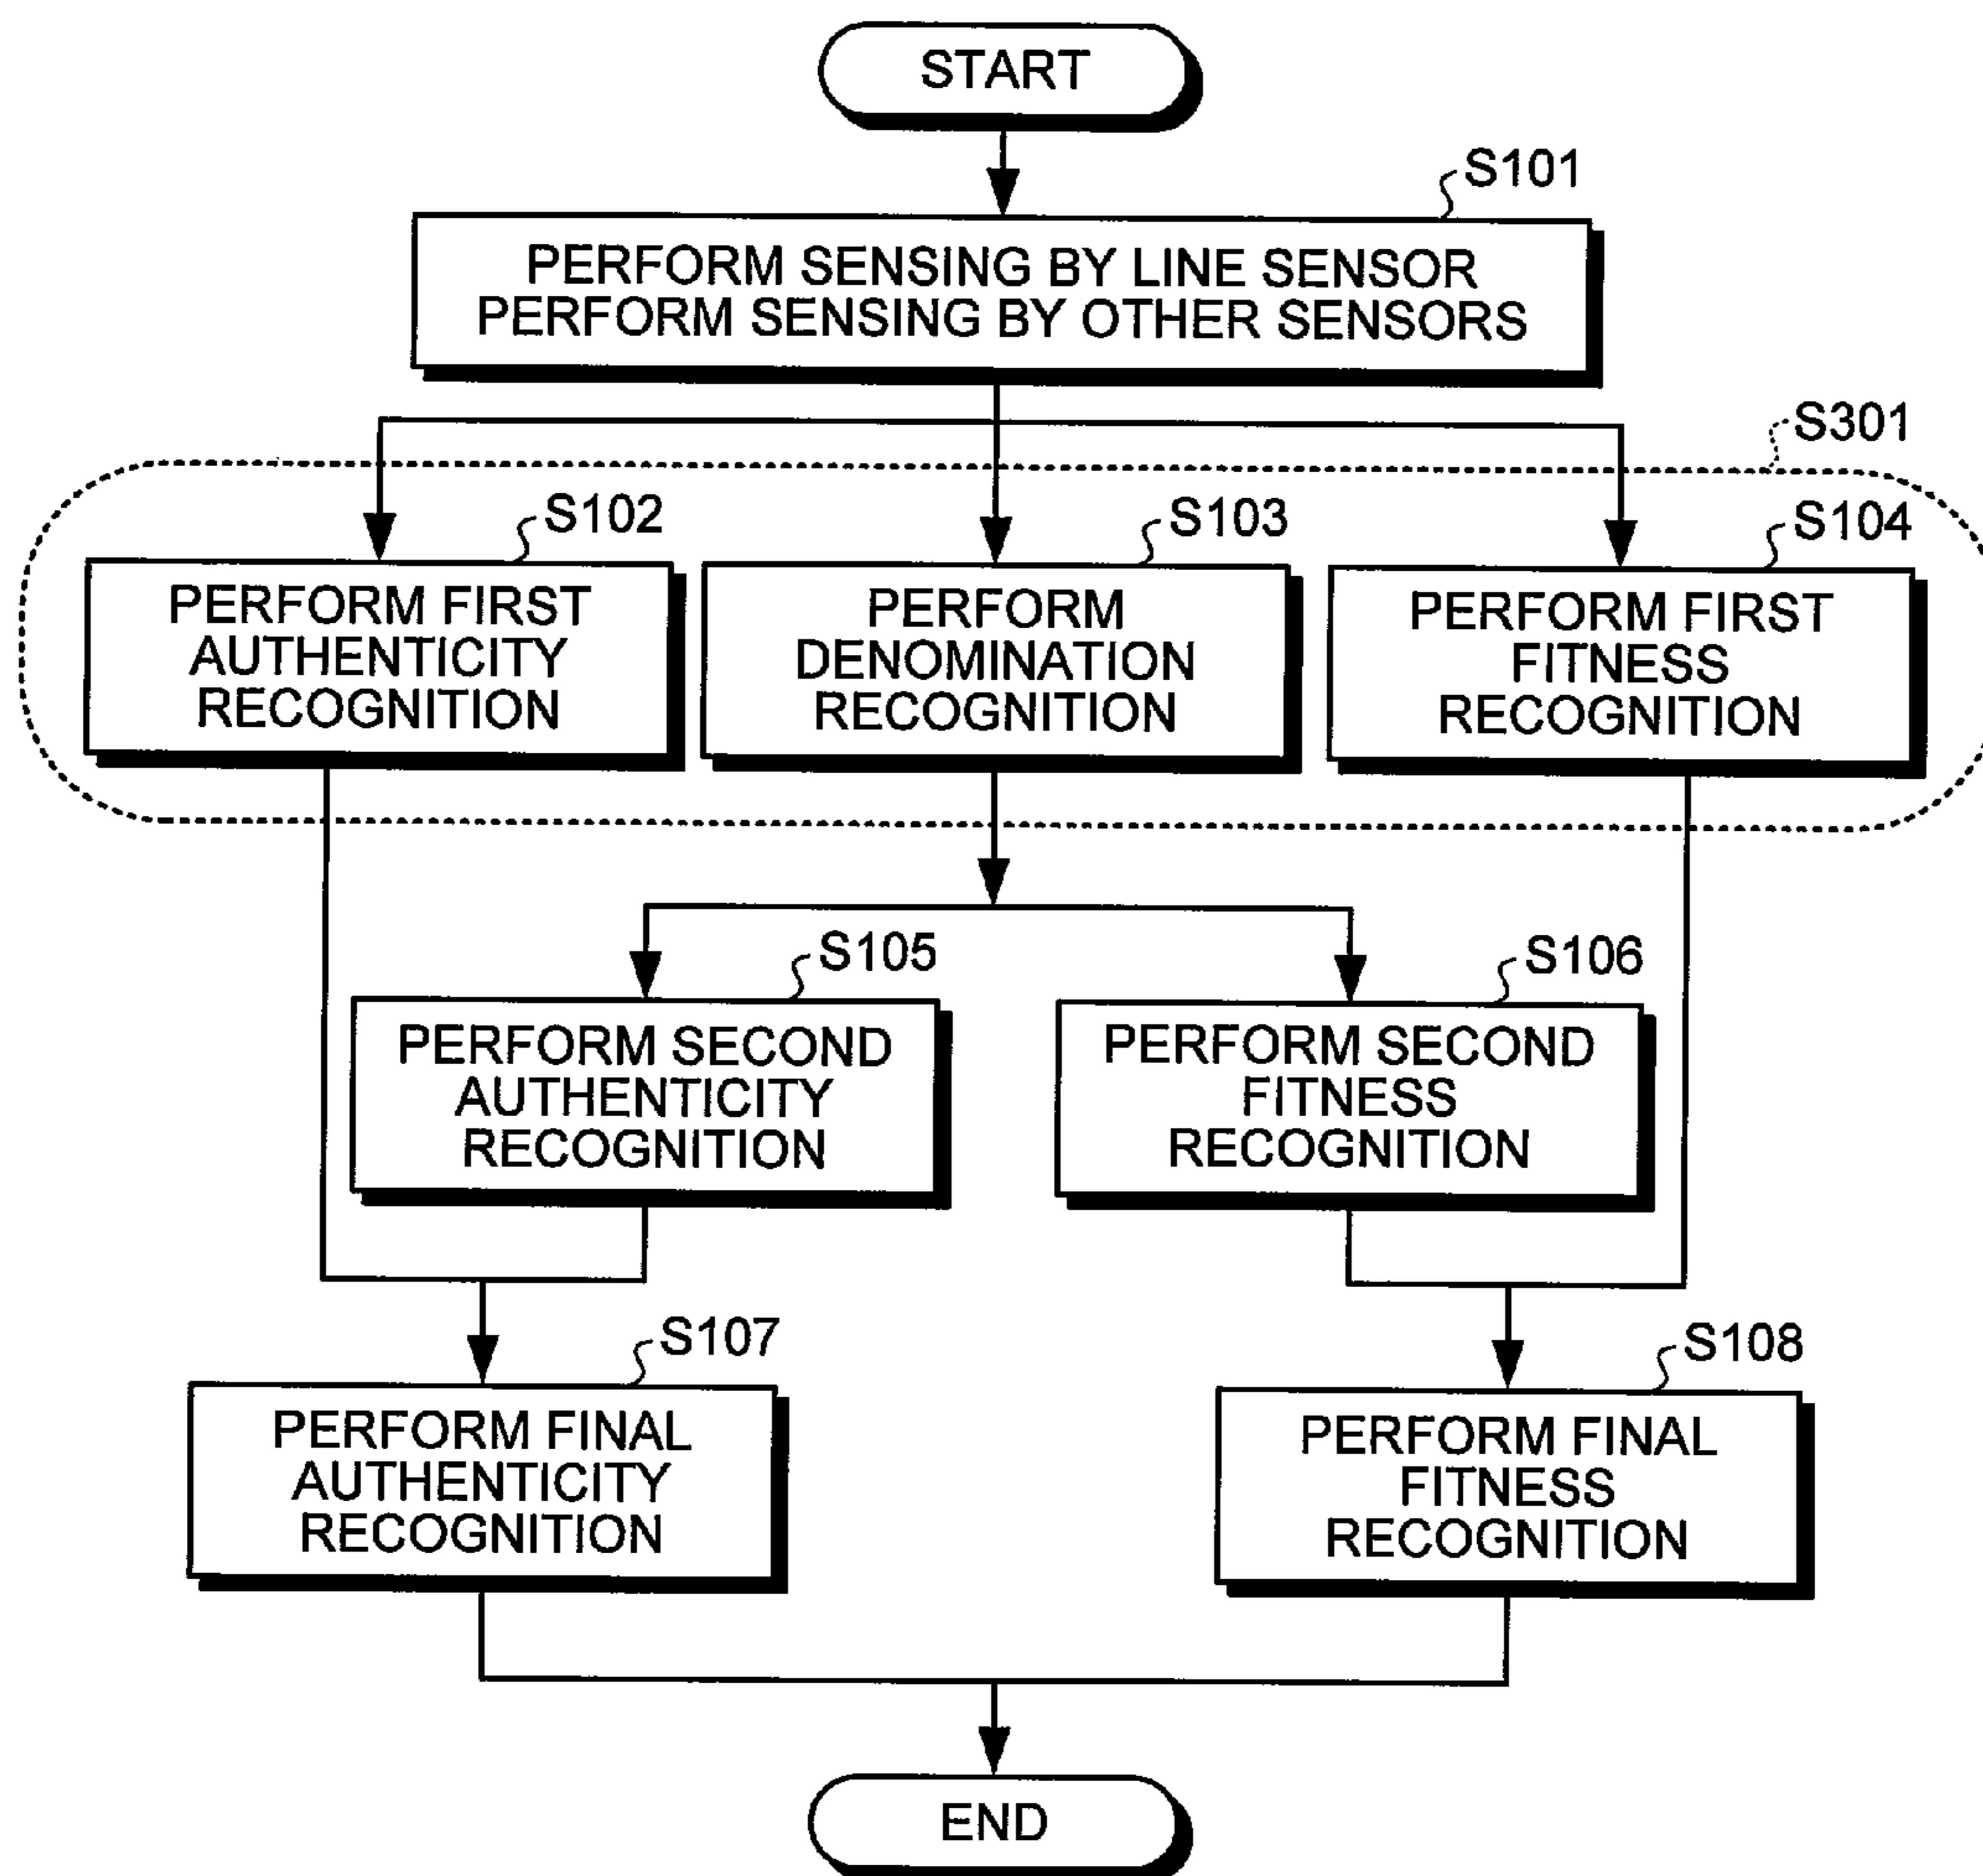 START
S101
PERFORM SENSING BY LINE SENSOR
PERFORM SENSING BY OTHER SENSORS
S301
S102
PERFORM FIRST
AUTHENTICITY
RECOGNITION
S103
PERFORM
DENOMINATION
RECOGNITION
S104
PERFORM FIRST
FITNESS
RECOGNITION
S105
PERFORM SECOND
AUTHENTICITY
RECOGNITION
S106
PERFORM SECOND
FITNESS
RECOGNITION
S107
PERFORM FINAL
AUTHENTICITY
RECOGNITION
S108
PERFORM FINAL
FITNESS
RECOGNITION
END